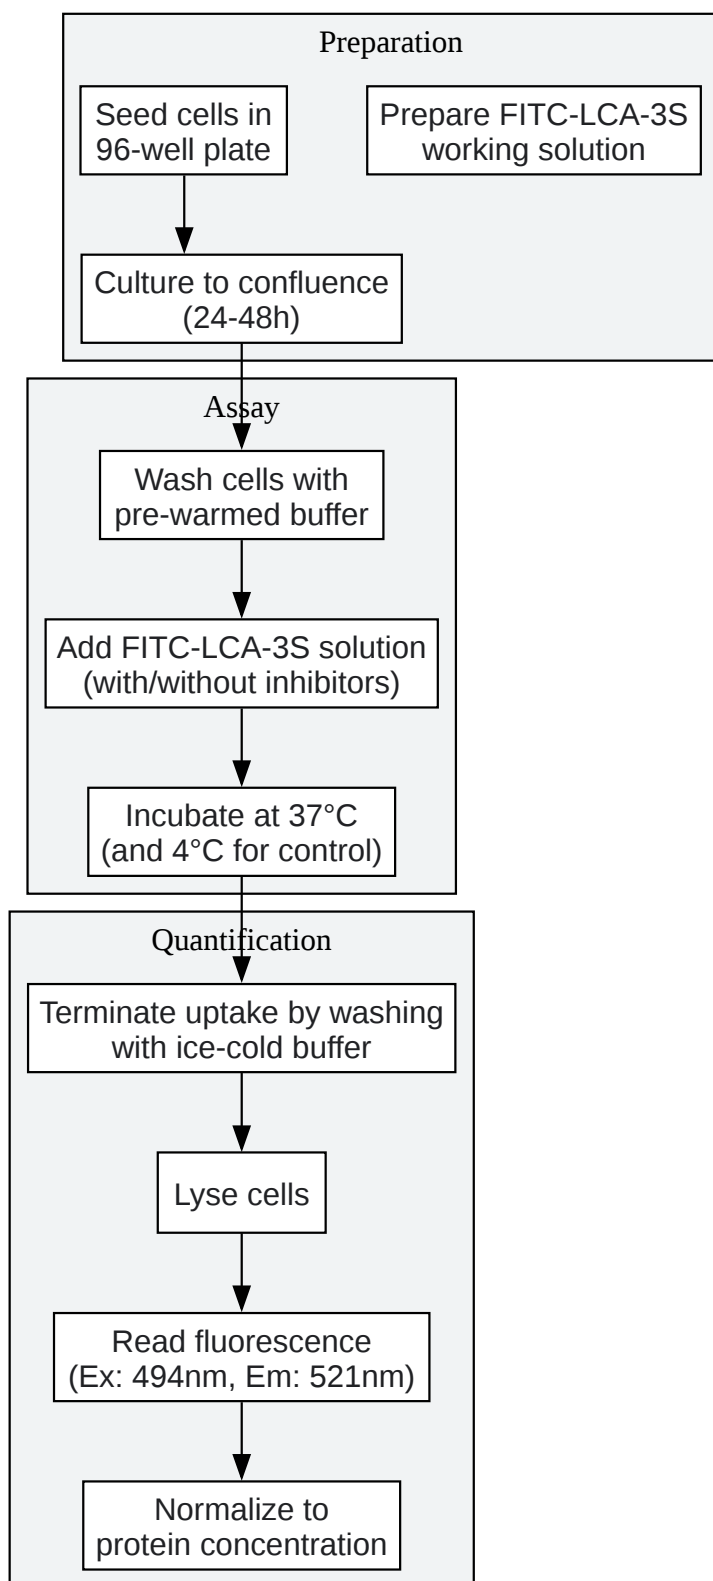 Preparation
Seed cells in
96-well plate
Prepare FITC-LCA-3S
working solution
Culture to confluence
(24-48h)
Assay
Wash cells with
pre-warmed buffer
Add FITC-LCA-3S solution
(with/without inhibitors)
Incubate at 37°C
(and 4°C for control)
Quantification
Terminate uptake by washing
with ice-cold buffer
Lyse cells
Read fluorescence
(Ex: 494nm, Em: 521nm)
Normalize to
protein concentration